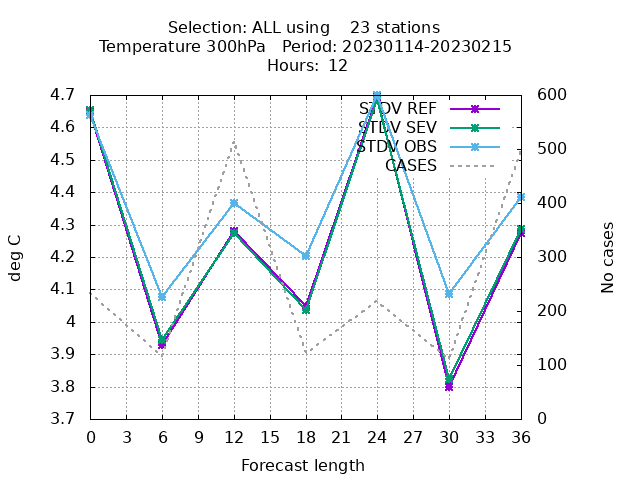 Selection: ALL using    23 stations
Temperature 300hPa   Period: 20230114-20230215
Hours:  12
4.7
4.6
4.5
4.4
4.3
4.2
4.1
4
3.9
3.8
3.7
deg C
STDV REF
STDV SEV
STDV OBS
CASES
600
500
400
300
200
100
0
No cases
0 3 6 9 12 15 18 21 24 27 30 33 36
Forecast length